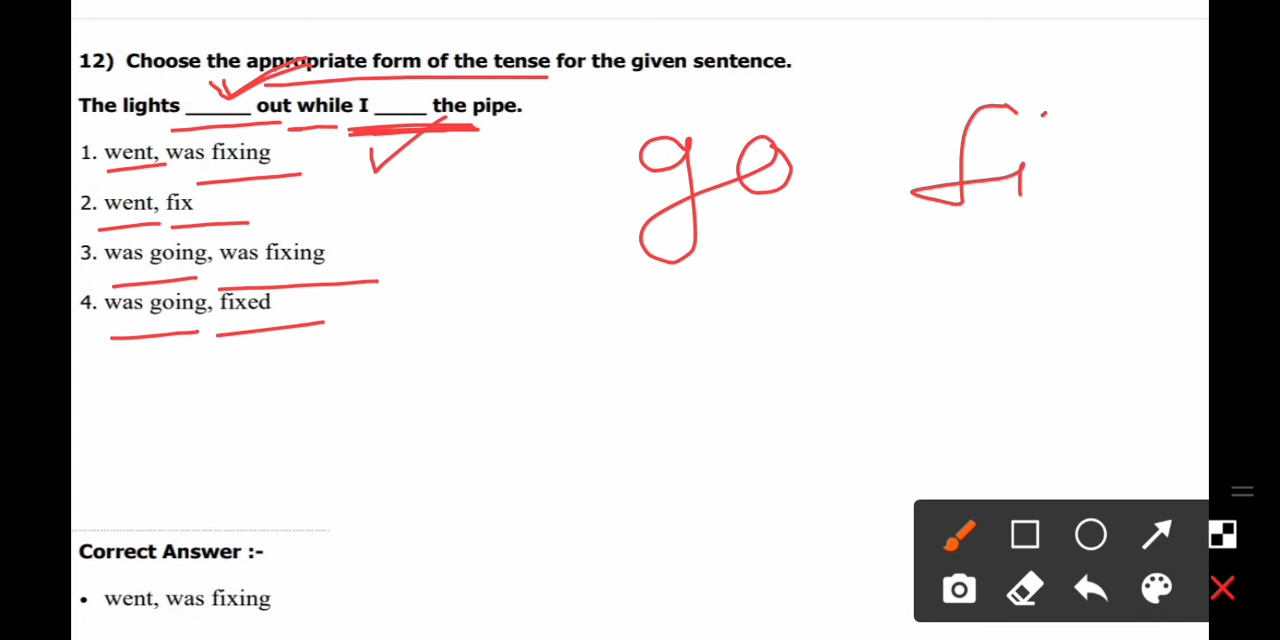 12) Choose the appropriate form of the tense for the given sentence.
The lights ______ out while I _____ the pipe.
1. went, was fixing
go fi
2. went, fix
3. was going, was fixing
4. was going, fixed
Correct Answer :-
• went, was fixing